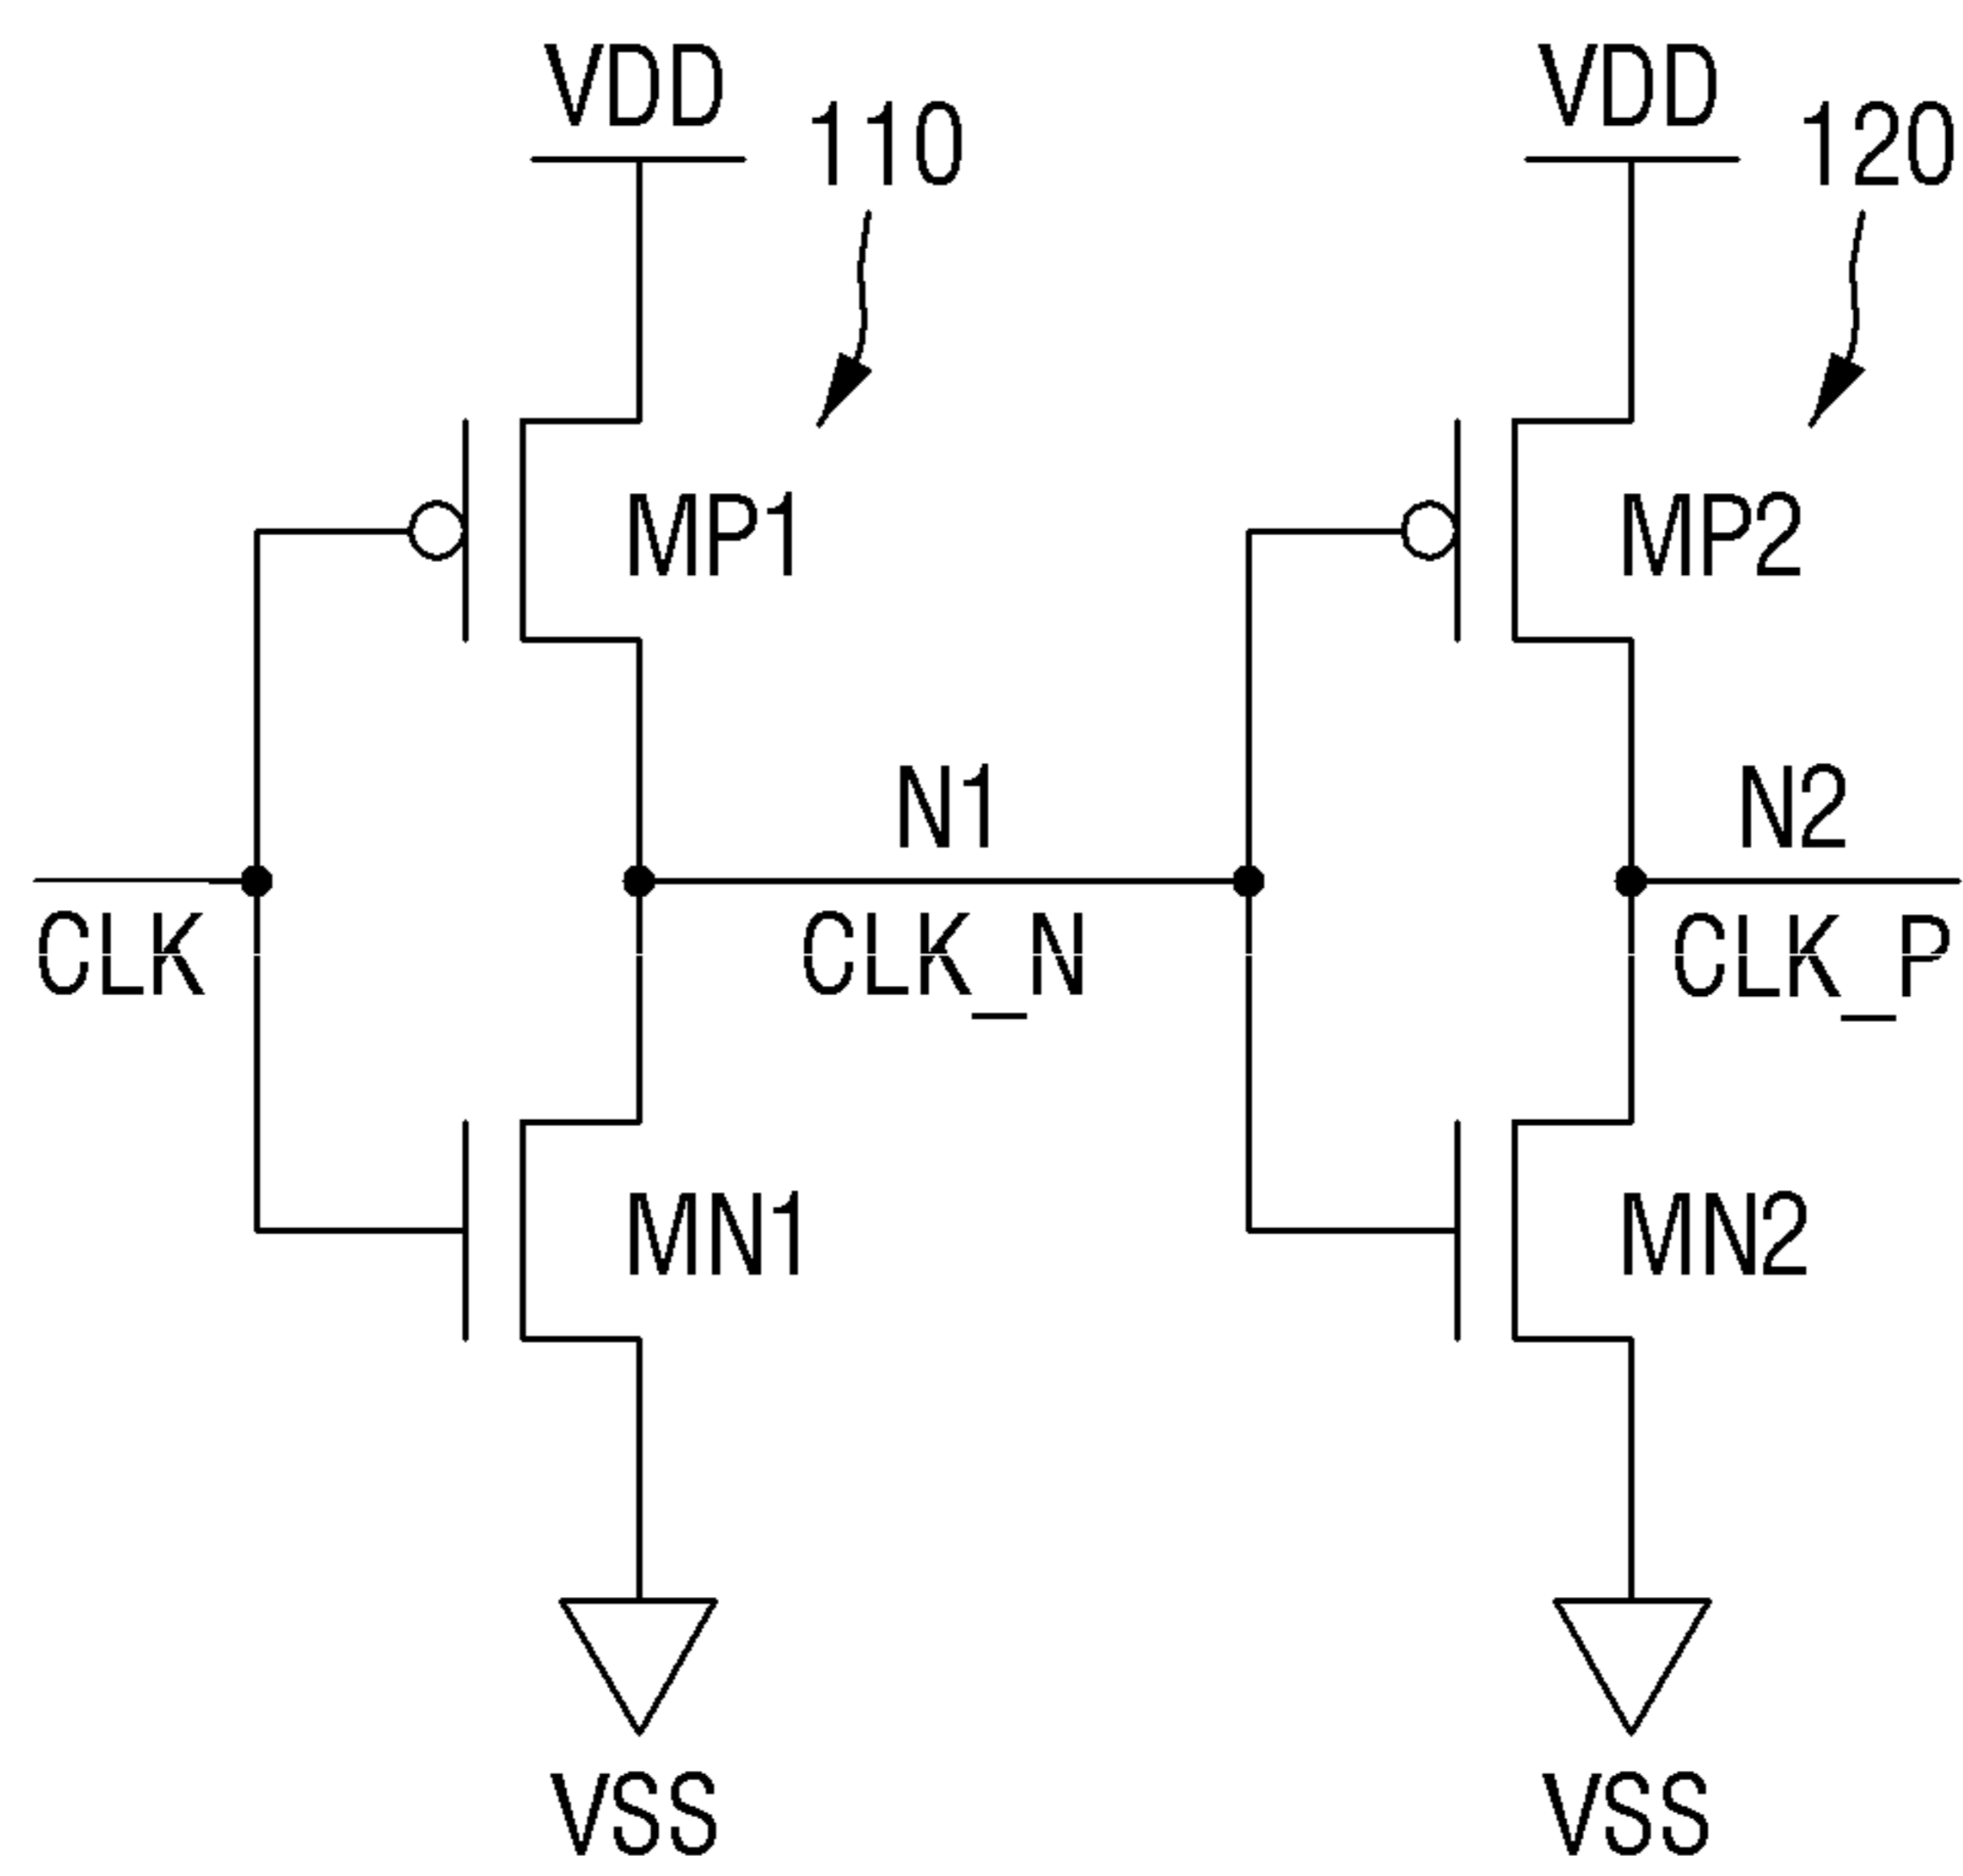 VDD
110
VDD
120
MP1
MP2
N1
N2
CLK
CLK_N
CLK_P
MN1
MN2
VSS
VSS